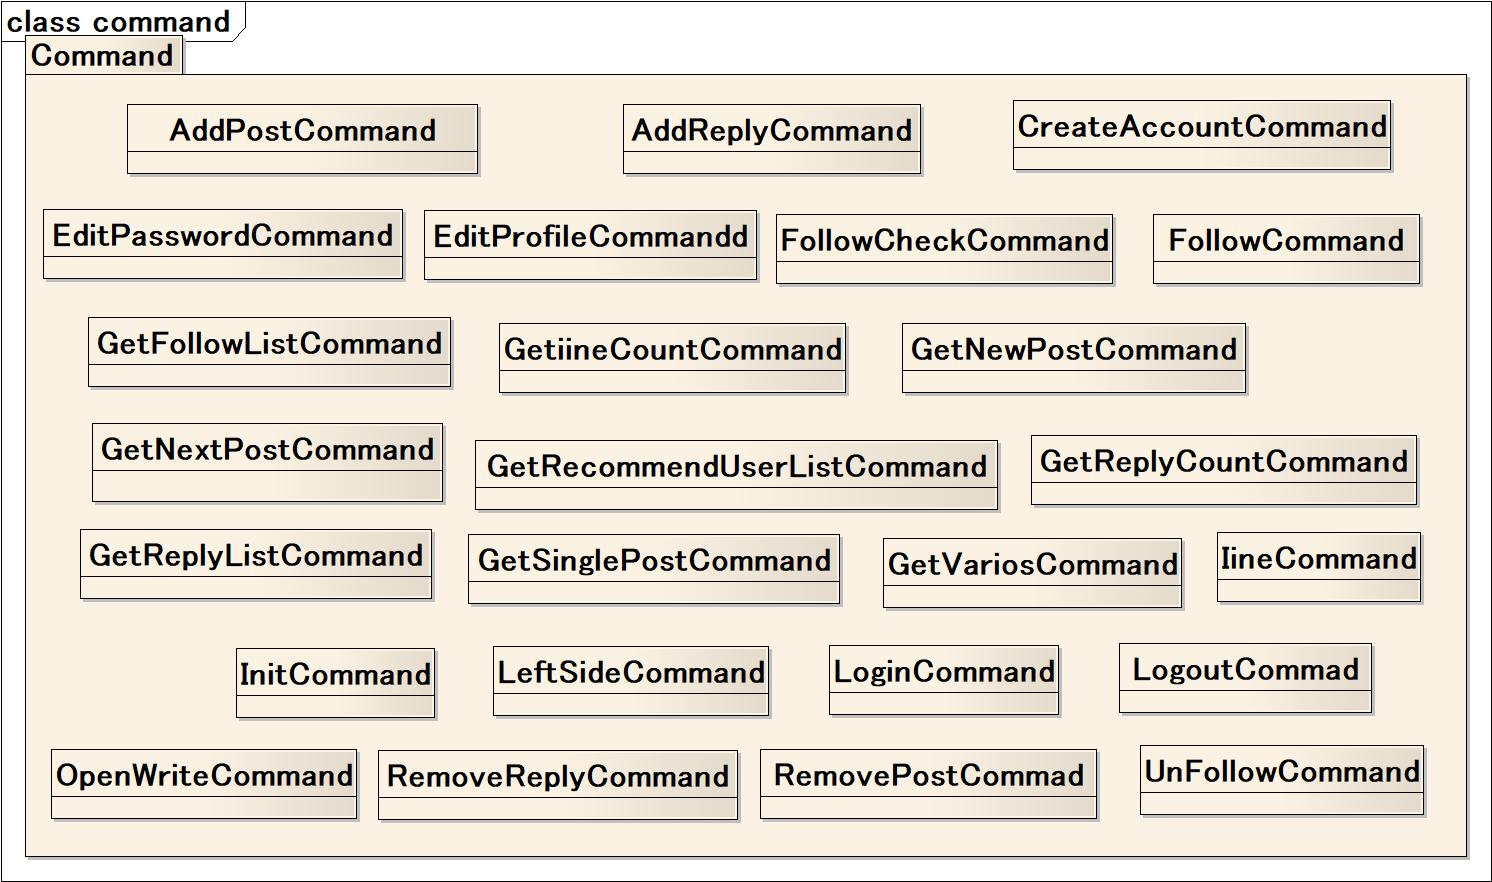 class command
Command
AddPostCommand
AddReplyCommand
CreateAccountCommand
EditPasswordCommand
EditProfileCommandd
FollowCheckCommand
FollowCommand
GetFollowListCommand
GetiineCountCommand
GetNewPostCommand
GetNextPostCommand
GetRecommendUserListCommand
GetReplyCountCommand
GetReplyListCommand
GetSinglePostCommand
GetVariosCommand
IineCommand
InitCommand
LeftSideCommand
LoginCommand
LogoutCommad
OpenWriteCommand
RemoveReplyCommand
RemovePostCommad
UnFollowCommand